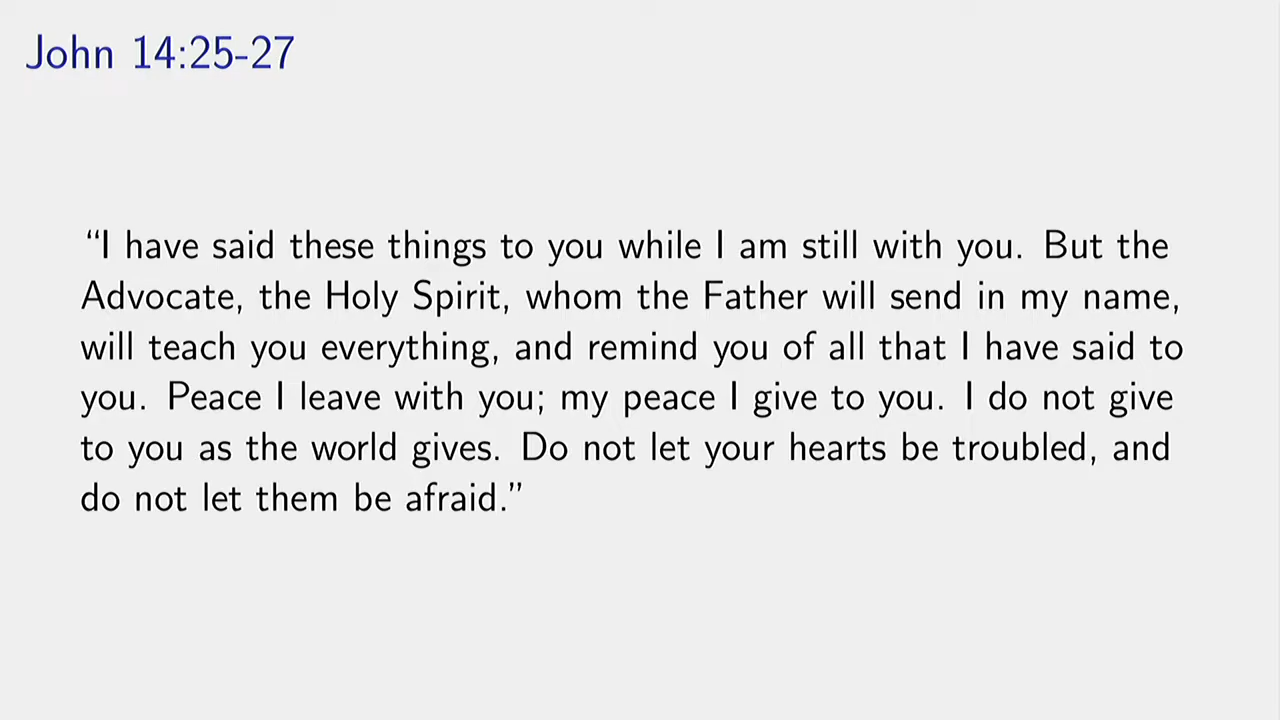 John 14:25-27
“I have said these things to you while I am still with you. But the
Advocate, the Holy Spirit, whom the Father will send in my name,
will teach you everything, and remind you of all that I have said to
you. Peace I leave with you; my peace I give to you. I do not give
to you as the world gives. Do not let your hearts be troubled, and
do not let them be afraid.”